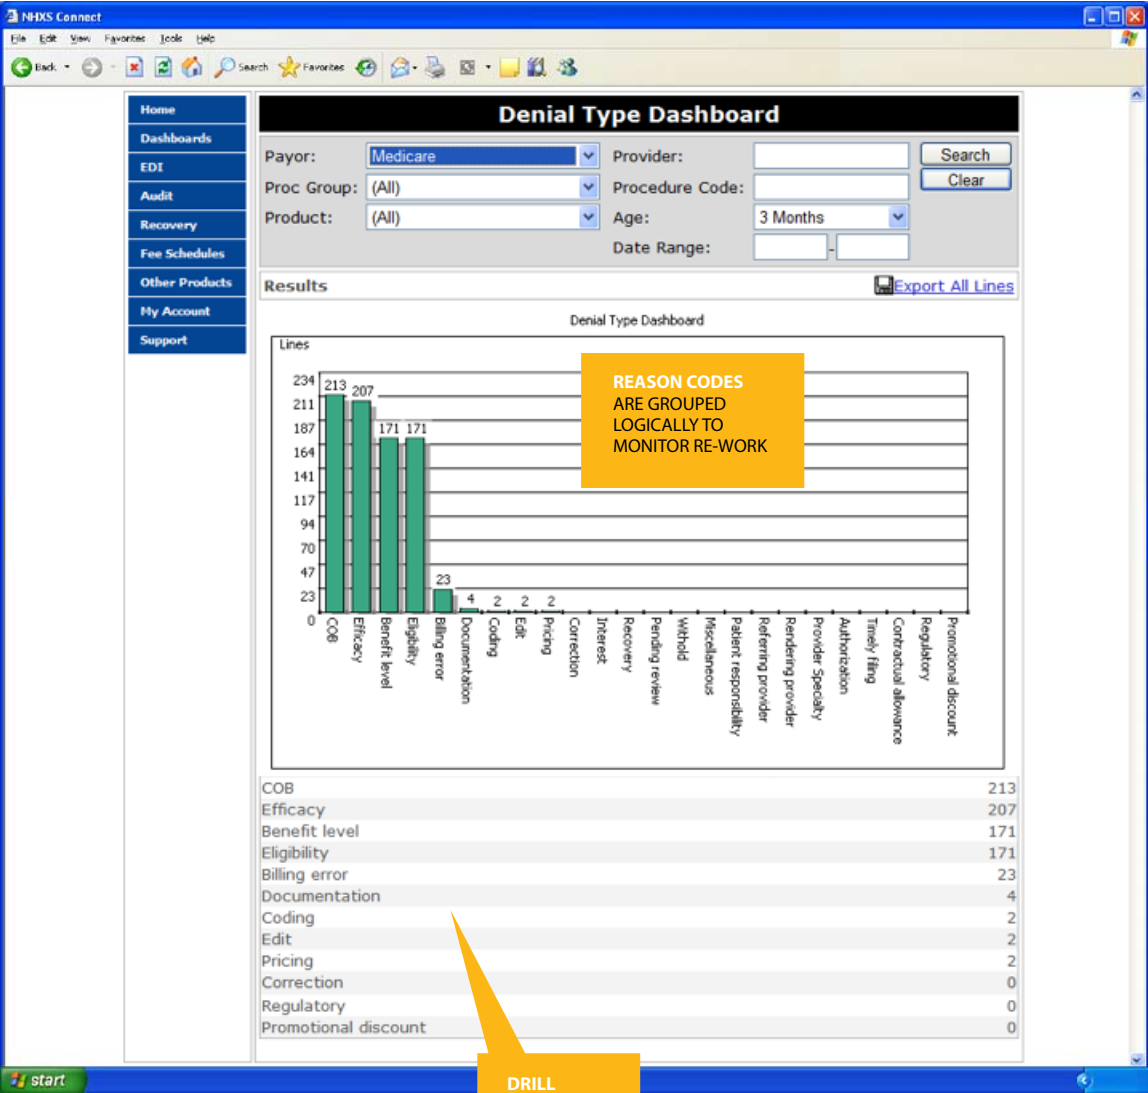 NHXS Connect
File Edit View Favorites Tools Help
Back Search Favorites
Home
Dashboards
EDI
Audit
Recovery
Fee Schedules
Other Products
My Account
Support
Denial Type Dashboard
Payor: Medicare Provider: Search
Proc Group: (All) Procedure Code: Clear
Product: (All) Age: 3 Months
Date Range: -
Results Export All Lines
Denial Type Dashboard
Lines
REASON CODES
ARE GROUPED
LOGICALLY TO
MONITOR RE-WORK
234
211
187
164
141
117
94
70
47
23
0
213 207 171 171 23 4 2 2 2
COB
Efficacy
Benefit level
Eligibility
Billing error
Documentation
Coding
Edit
Pricing
Correction
Interest
Recovery
Pending review
Withold
Miscellaneous
Patient responsibility
Referring provider
Rendering provider
Provider Specialty
Authorization
Timely filing
Contractual allowance
Regulatory
Promotional discount
COB 213
Efficacy 207
Benefit level 171
Eligibility 171
Billing error 23
Documentation 4
Coding 2
Edit 2
Pricing 2
Correction 0
Regulatory 0
Promotional discount 0
DRILL
start